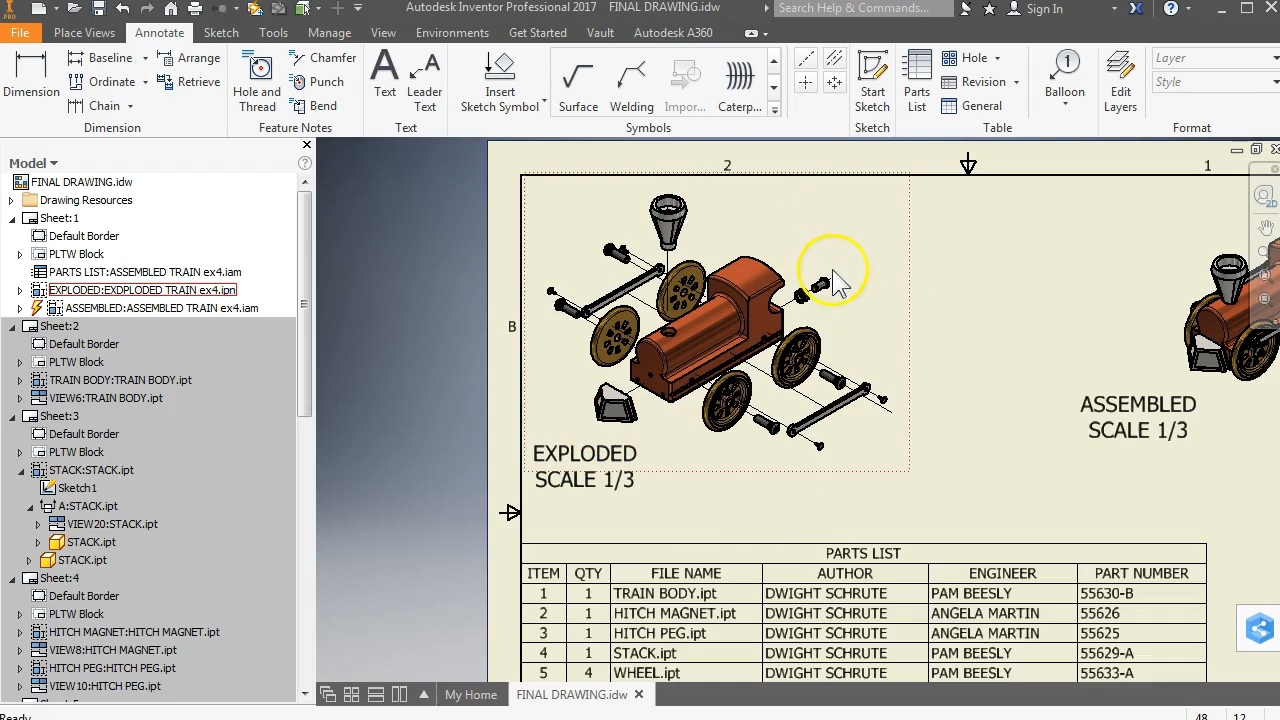 PRO
Autodesk Inventor Professional 2017   FINAL DRAWING.idw
Search Help & Commands...
Sign In
File   Place Views   Annotate   Sketch   Tools   Manage   View   Environments   Get Started   Vault   Autodesk A360
Dimension
Baseline
Ordinate
Chain
Arrange
Retrieve
Dimension
Hole and Thread
Chamfer
Punch
Bend
Feature Notes
Text
Leader Text
Text
Insert
Sketch Symbol
Surface
Welding
Impor...
Caterp...
Symbols
Start
Sketch
Sketch
Parts
List
Hole
Revision
General
Table
1
Balloon
Edit
Layers
Layer
Style
Format
Model
FINAL DRAWING.idw
Drawing Resources
Sheet:1
Default Border
PLTW Block
PARTS LIST:ASSEMBLED TRAIN ex4.iam
EXPLODED:EXDPLODED TRAIN ex4.ipn
ASSEMBLED:ASSEMBLED TRAIN ex4.iam
Sheet:2
Default Border
PLTW Block
TRAIN BODY:TRAIN BODY.ipt
VIEW6:TRAIN BODY.ipt
Sheet:3
Default Border
PLTW Block
STACK:STACK.ipt
Sketch1
A:STACK.ipt
VIEW20:STACK.ipt
STACK.ipt
STACK.ipt
Sheet:4
Default Border
PLTW Block
HITCH MAGNET:HITCH MAGNET.ipt
VIEW8:HITCH MAGNET.ipt
HITCH PEG:HITCH PEG.ipt
VIEW10:HITCH PEG.ipt
2
1
B
EXPLODED
SCALE 1/3
ASSEMBLED
SCALE 1/3
2D
PARTS LIST
ITEM   QTY   FILE NAME   AUTHOR   ENGINEER   PART NUMBER
1   1   TRAIN BODY.ipt   DWIGHT SCHRUTE   PAM BEESLY   55630-B
2   1   HITCH MAGNET.ipt   DWIGHT SCHRUTE   ANGELA MARTIN   55626
3   1   HITCH PEG.ipt   DWIGHT SCHRUTE   ANGELA MARTIN   55625
4   1   STACK.ipt   DWIGHT SCHRUTE   PAM BEESLY   55629-A
5   4   WHEEL.ipt   DWIGHT SCHRUTE   PAM BEESLY   55633-A
My Home   FINAL DRAWING.idw
Ready
48   12